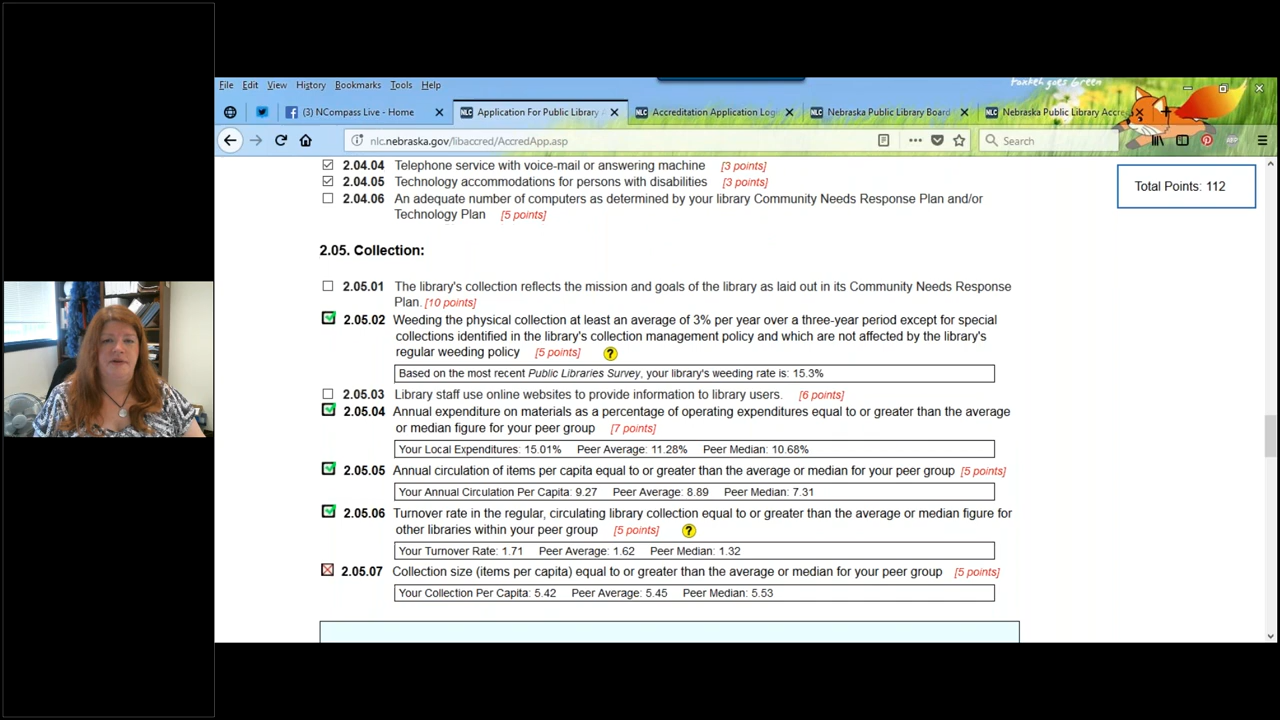 Foxkeh goes Green
File Edit View History Bookmarks Tools Help
(3) NCompass Live - Home
Application For Public Library
Accreditation Application Log
Nebraska Public Library Board
Nebraska Public Library Accre
nlc.nebraska.gov/libaccred/AccredApp.asp
Search
2.04.04 Telephone service with voice-mail or answering machine [3 points]
Total Points: 112
2.04.05 Technology accommodations for persons with disabilities [3 points]
2.04.06 An adequate number of computers as determined by your library Community Needs Response Plan and/or
Technology Plan [5 points]
2.05. Collection:
2.05.01 The library's collection reflects the mission and goals of the library as laid out in its Community Needs Response
Plan. [10 points]
2.05.02 Weeding the physical collection at least an average of 3% per year over a three-year period except for special
collections identified in the library's collection management policy and which are not affected by the library's
regular weeding policy [5 points] ?
Based on the most recent Public Libraries Survey, your library's weeding rate is: 15.3%
2.05.03 Library staff use online websites to provide information to library users. [6 points]
2.05.04 Annual expenditure on materials as a percentage of operating expenditures equal to or greater than the average
or median figure for your peer group [7 points]
Your Local Expenditures: 15.01% Peer Average: 11.28% Peer Median: 10.68%
2.05.05 Annual circulation of items per capita equal to or greater than the average or median for your peer group [5 points]
Your Annual Circulation Per Capita: 9.27 Peer Average: 8.89 Peer Median: 7.31
2.05.06 Turnover rate in the regular, circulating library collection equal to or greater than the average or median figure for
other libraries within your peer group [5 points] ?
Your Turnover Rate: 1.71 Peer Average: 1.62 Peer Median: 1.32
2.05.07 Collection size (items per capita) equal to or greater than the average or median for your peer group [5 points]
Your Collection Per Capita: 5.42 Peer Average: 5.45 Peer Median: 5.53